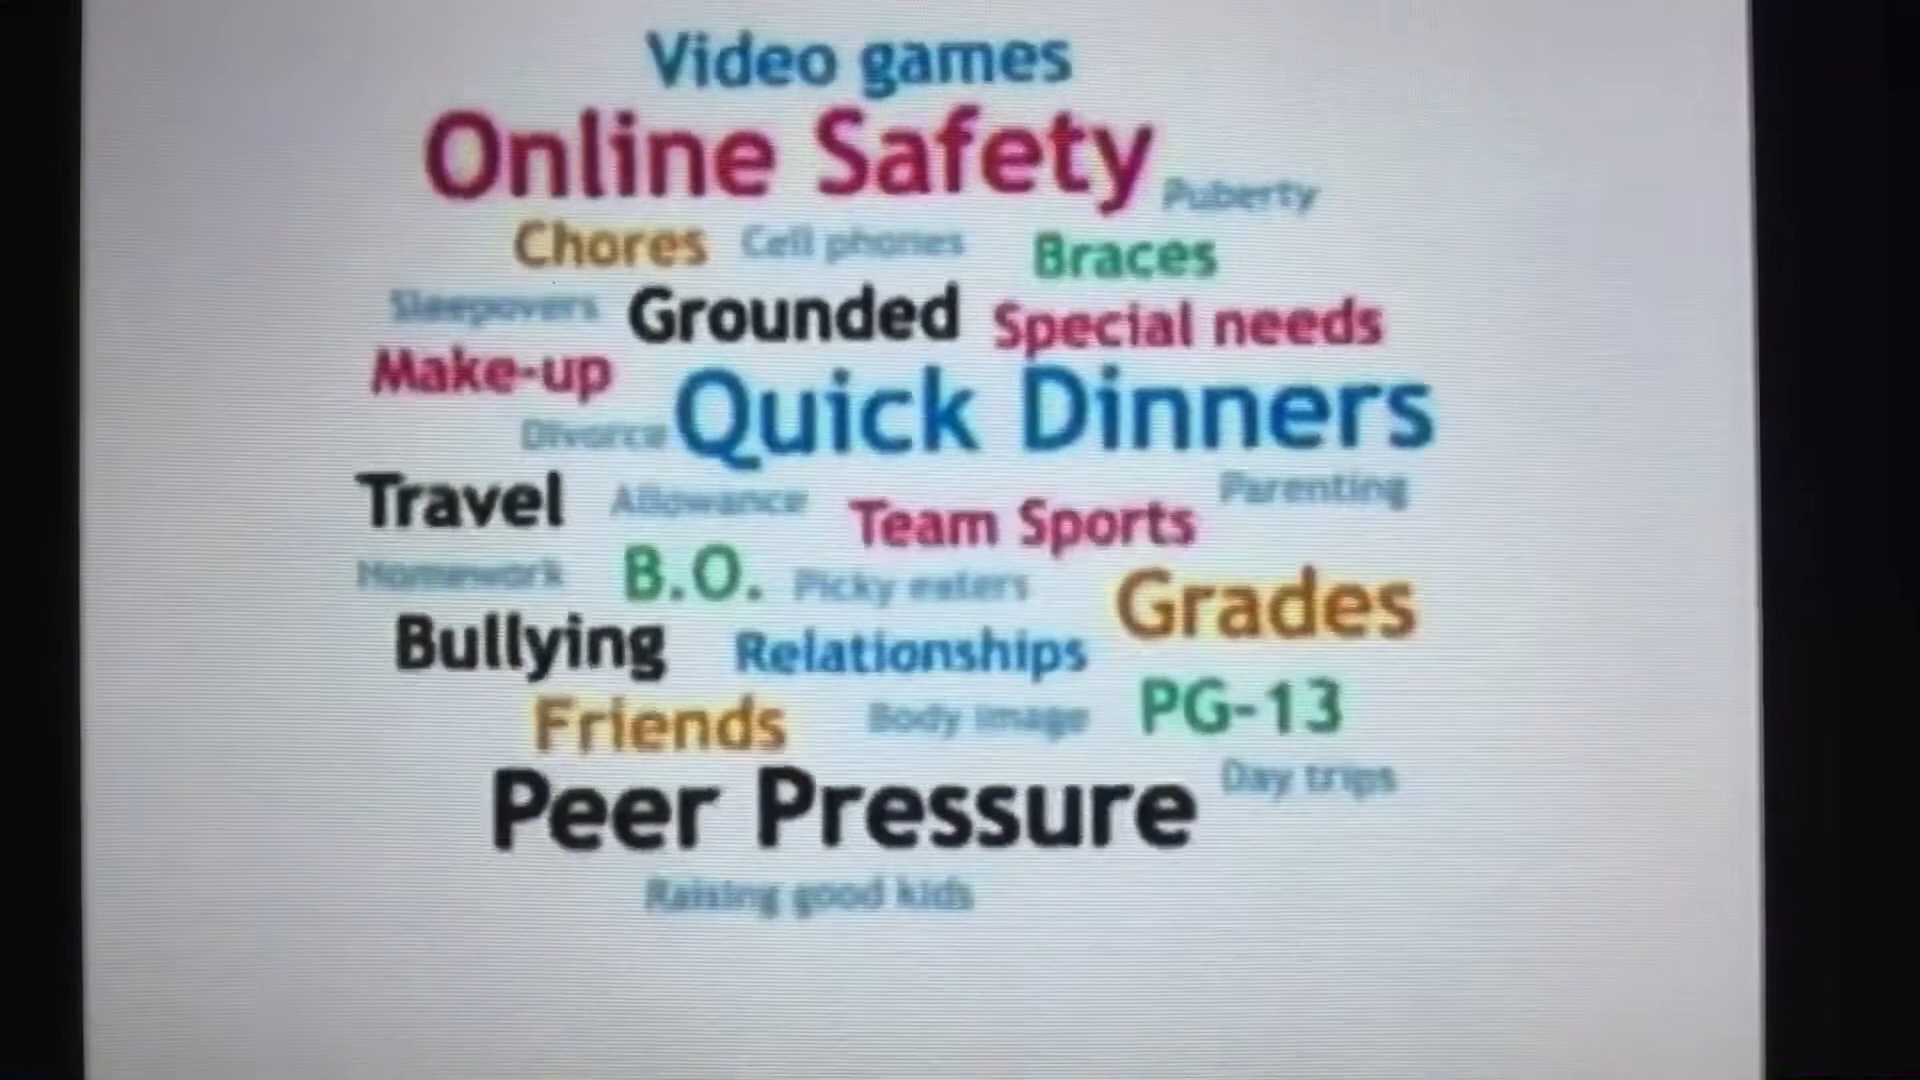 Video games
Online Safety Puberty
Chores Cell phones Braces
Sleepovers Grounded Special needs
Make-up Quick Dinners
Divorce
Travel Allowance Team Sports Parenting
Homework B.O. Picky eaters Grades
Bullying Relationships
Friends Body image PG-13
Peer Pressure Day trips
Raising good kids